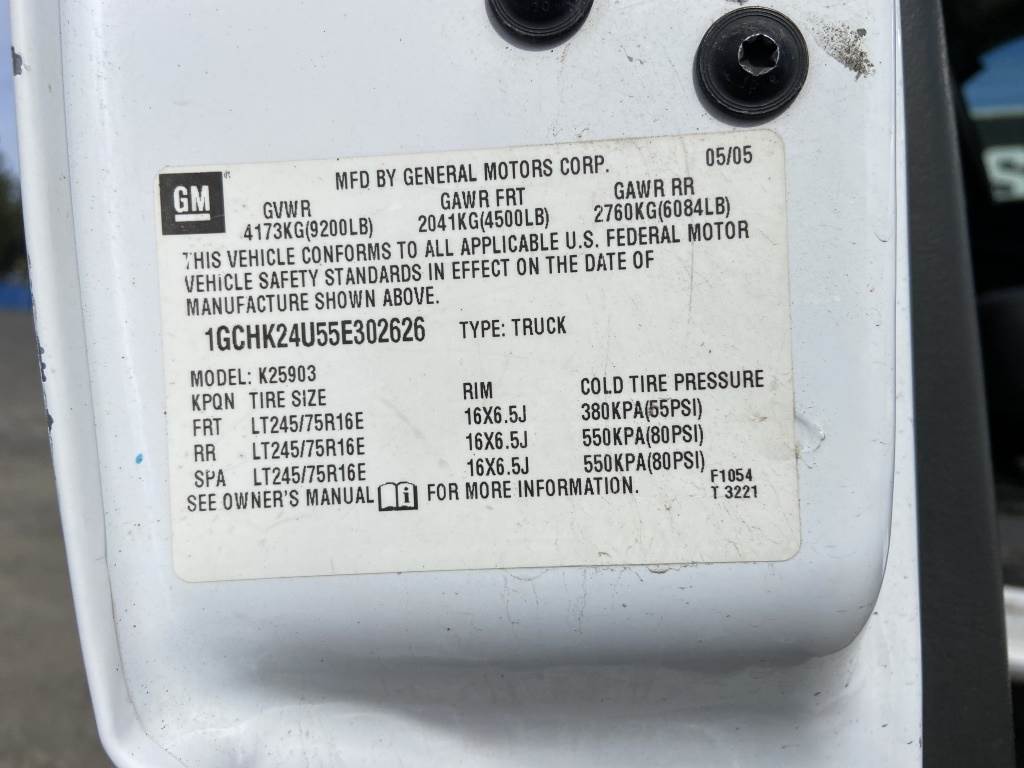 GM
MFD BY GENERAL MOTORS CORP. 05/05
GVWR GAWR FRT GAWR RR
4173KG(9200LB) 2041KG(4500LB) 2760KG(6084LB)
THIS VEHICLE CONFORMS TO ALL APPLICABLE U.S. FEDERAL MOTOR
VEHICLE SAFETY STANDARDS IN EFFECT ON THE DATE OF
MANUFACTURE SHOWN ABOVE.
1GCHK24U55E302626 TYPE: TRUCK
MODEL: K25903
KPQN TIRE SIZE RIM COLD TIRE PRESSURE
FRT LT245/75R16E 16X6.5J 380KPA(55PSI)
RR LT245/75R16E 16X6.5J 550KPA(80PSI)
SPA LT245/75R16E 16X6.5J 550KPA(80PSI)
SEE OWNER'S MANUAL i FOR MORE INFORMATION. F1054
T 3221
S